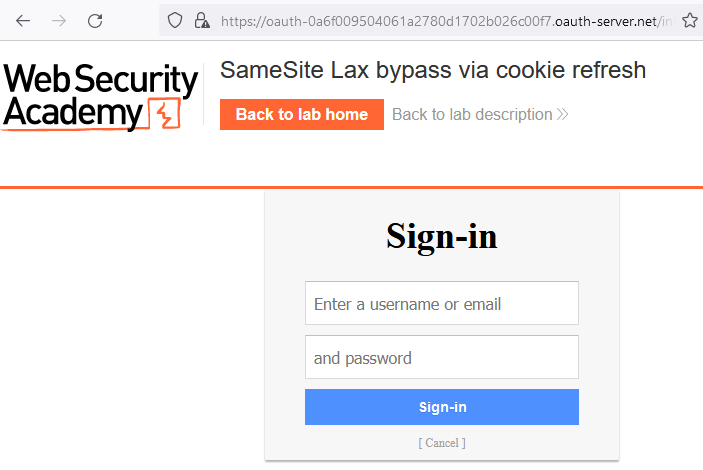 https://oauth-0a6f009504061a2780d1702b026c00f7.oauth-server.net/in
Web Security
Academy
SameSite Lax bypass via cookie refresh
Back to lab home
Back to lab description
Sign-in
Enter a username or email
and password
Sign-in
[ Cancel ]